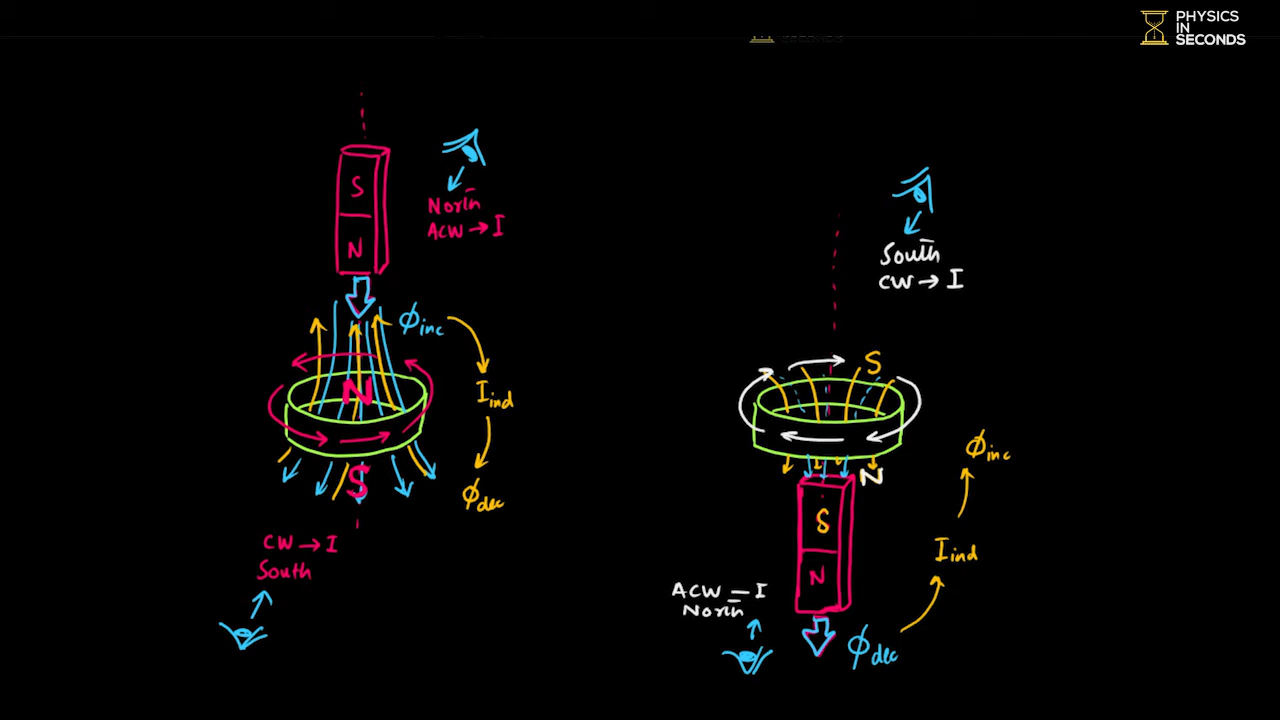 PHYSICS
IN
SECONDS
S
N
North
ACW → I
ϕinc
N
Iind
S
ϕdec
CW → I
South
South
CW → I
S
ϕinc
N
S
Iind
N
ACW — I
North
ϕdec